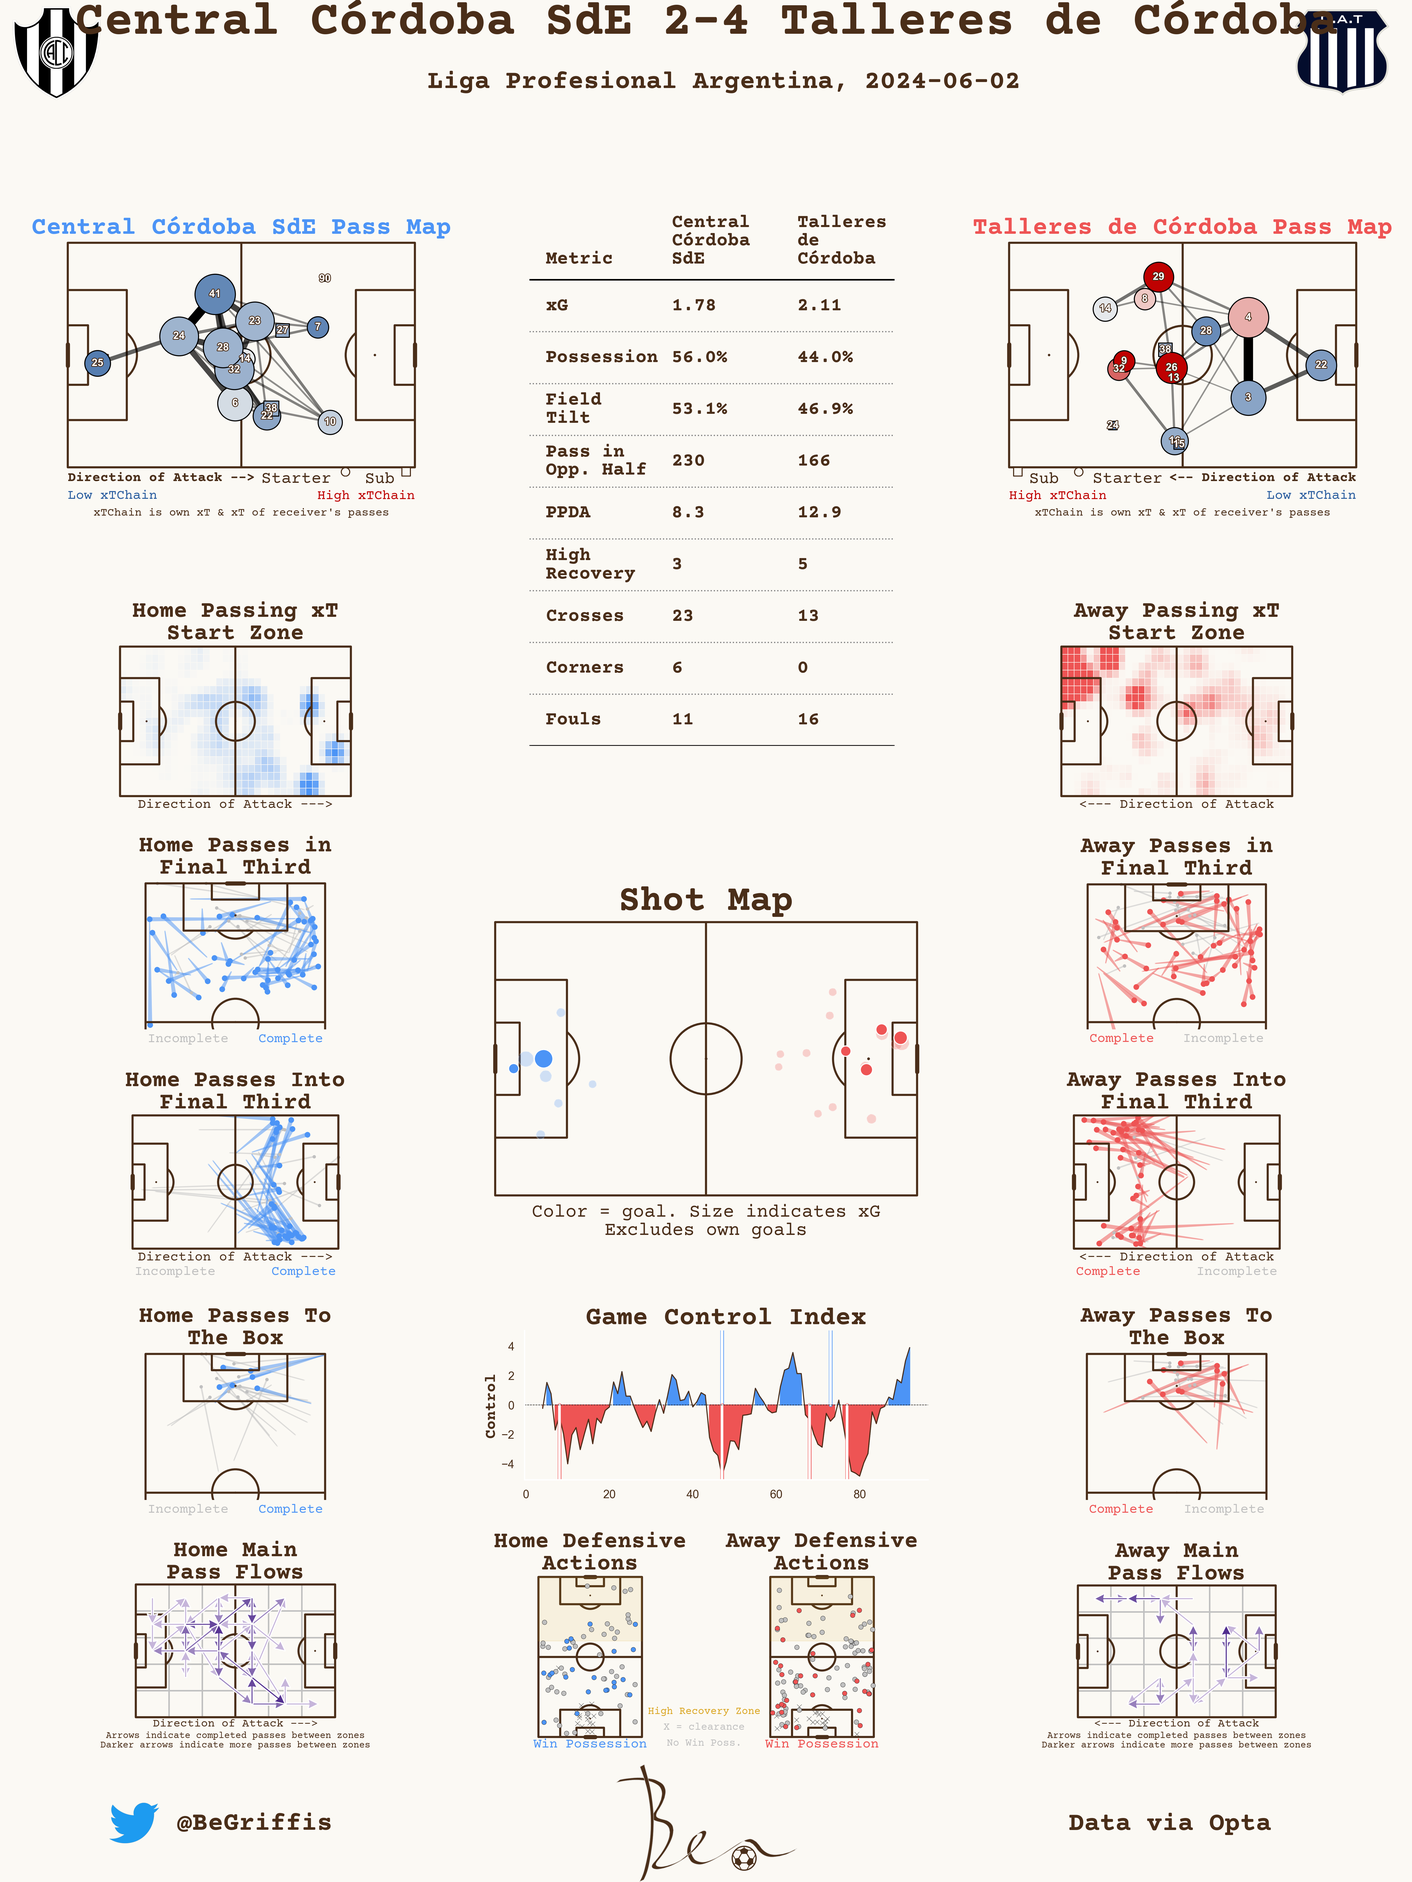 Central Córdoba SdE 2-4 Talleres de Córdoba
Liga Profesional Argentina, 2024-06-02
CACC
C.A.T
Central Córdoba SdE Pass Map
41
90
23
27
7
24
28
14
25
32
6
38
22
10
Direction of Attack --> Starter Sub
Low xTChain High xTChain
xTChain is own xT & xT of receiver's passes
Metric Central Córdoba SdE Talleres de Córdoba
xG 1.78 2.11
Possession 56.0% 44.0%
Field Tilt 53.1% 46.9%
Pass in Opp. Half 230 166
PPDA 8.3 12.9
High Recovery 3 5
Crosses 23 13
Corners 6 0
Fouls 11 16
Talleres de Córdoba Pass Map
29
8
14
4
28
38
9
32
26
13
22
3
24
15
Sub Starter <-- Direction of Attack
High xTChain Low xTChain
xTChain is own xT & xT of receiver's passes
Home Passing xT
Start Zone
Direction of Attack --->
Away Passing xT
Start Zone
<--- Direction of Attack
Home Passes in
Final Third
Incomplete Complete
Away Passes in
Final Third
Complete Incomplete
Shot Map
Color = goal. Size indicates xG
Excludes own goals
Home Passes Into
Final Third
Direction of Attack --->
Incomplete Complete
Away Passes Into
Final Third
<--- Direction of Attack
Complete Incomplete
Home Passes To
The Box
Incomplete Complete
Game Control Index
Control
4
2
0
−2
−4
0 20 40 60 80
Away Passes To
The Box
Complete Incomplete
Home Main
Pass Flows
Direction of Attack --->
Arrows indicate completed passes between zones
Darker arrows indicate more passes between zones
Home Defensive
Actions
Win Possession
High Recovery Zone
X = clearance
No Win Poss.
Away Defensive
Actions
Win Possession
Away Main
Pass Flows
<--- Direction of Attack
Arrows indicate completed passes between zones
Darker arrows indicate more passes between zones
@BeGriffis
Ben
Data via Opta